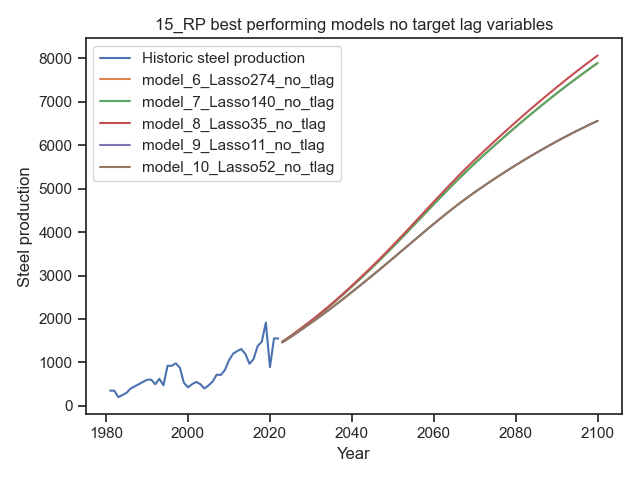 15_RP best performing models no target lag variables
Historic steel production
model_6_Lasso274_no_tlag
model_7_Lasso140_no_tlag
model_8_Lasso35_no_tlag
model_9_Lasso11_no_tlag
model_10_Lasso52_no_tlag
Steel production
8000
7000
6000
5000
4000
3000
2000
1000
0
1980 2000 2020 2040 2060 2080 2100
Year